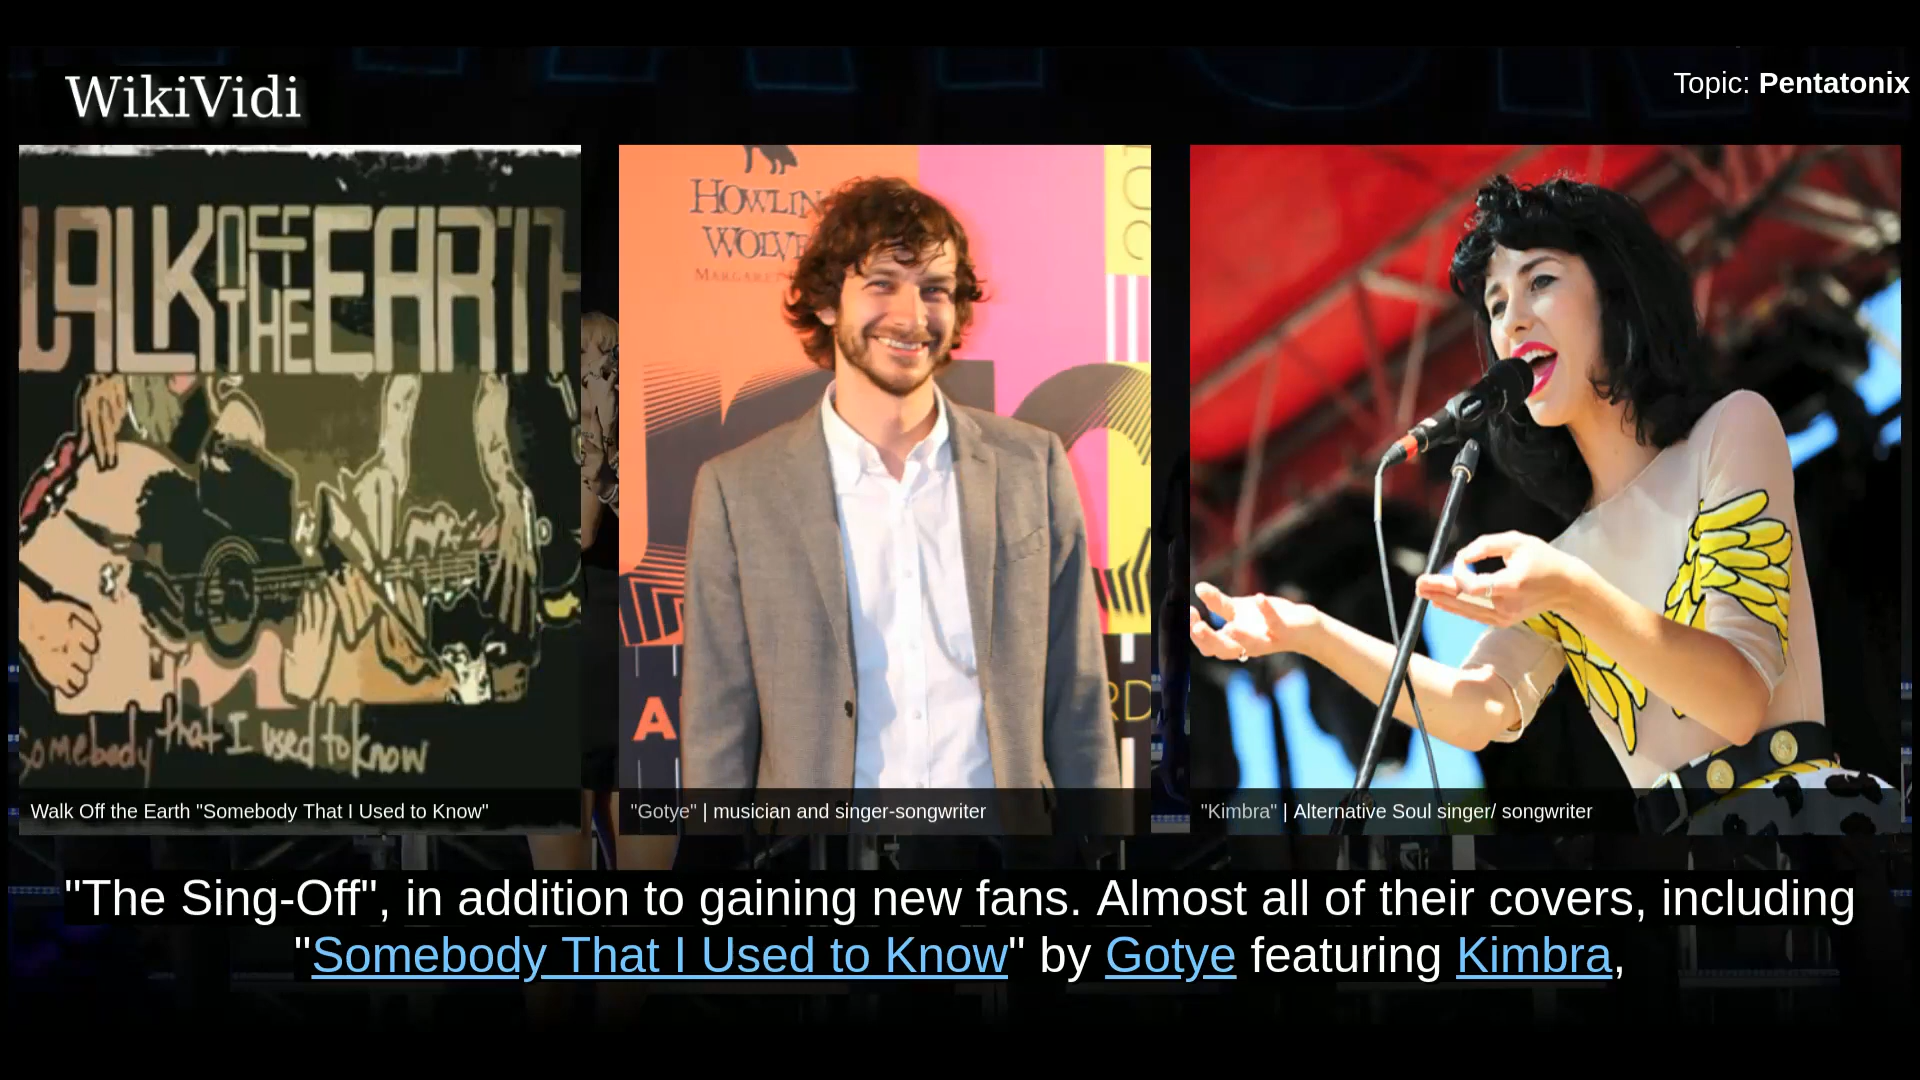 WikiVidi
Topic: Pentatonix
WALK OFF THE EARTH
Somebody that I used to know
Walk Off the Earth "Somebody That I Used to Know"
HOWLIN
WOLVE
MARGARET
"Gotye" | musician and singer-songwriter
"Kimbra" | Alternative Soul singer/ songwriter
"The Sing-Off", in addition to gaining new fans. Almost all of their covers, including
"Somebody That I Used to Know" by Gotye featuring Kimbra,